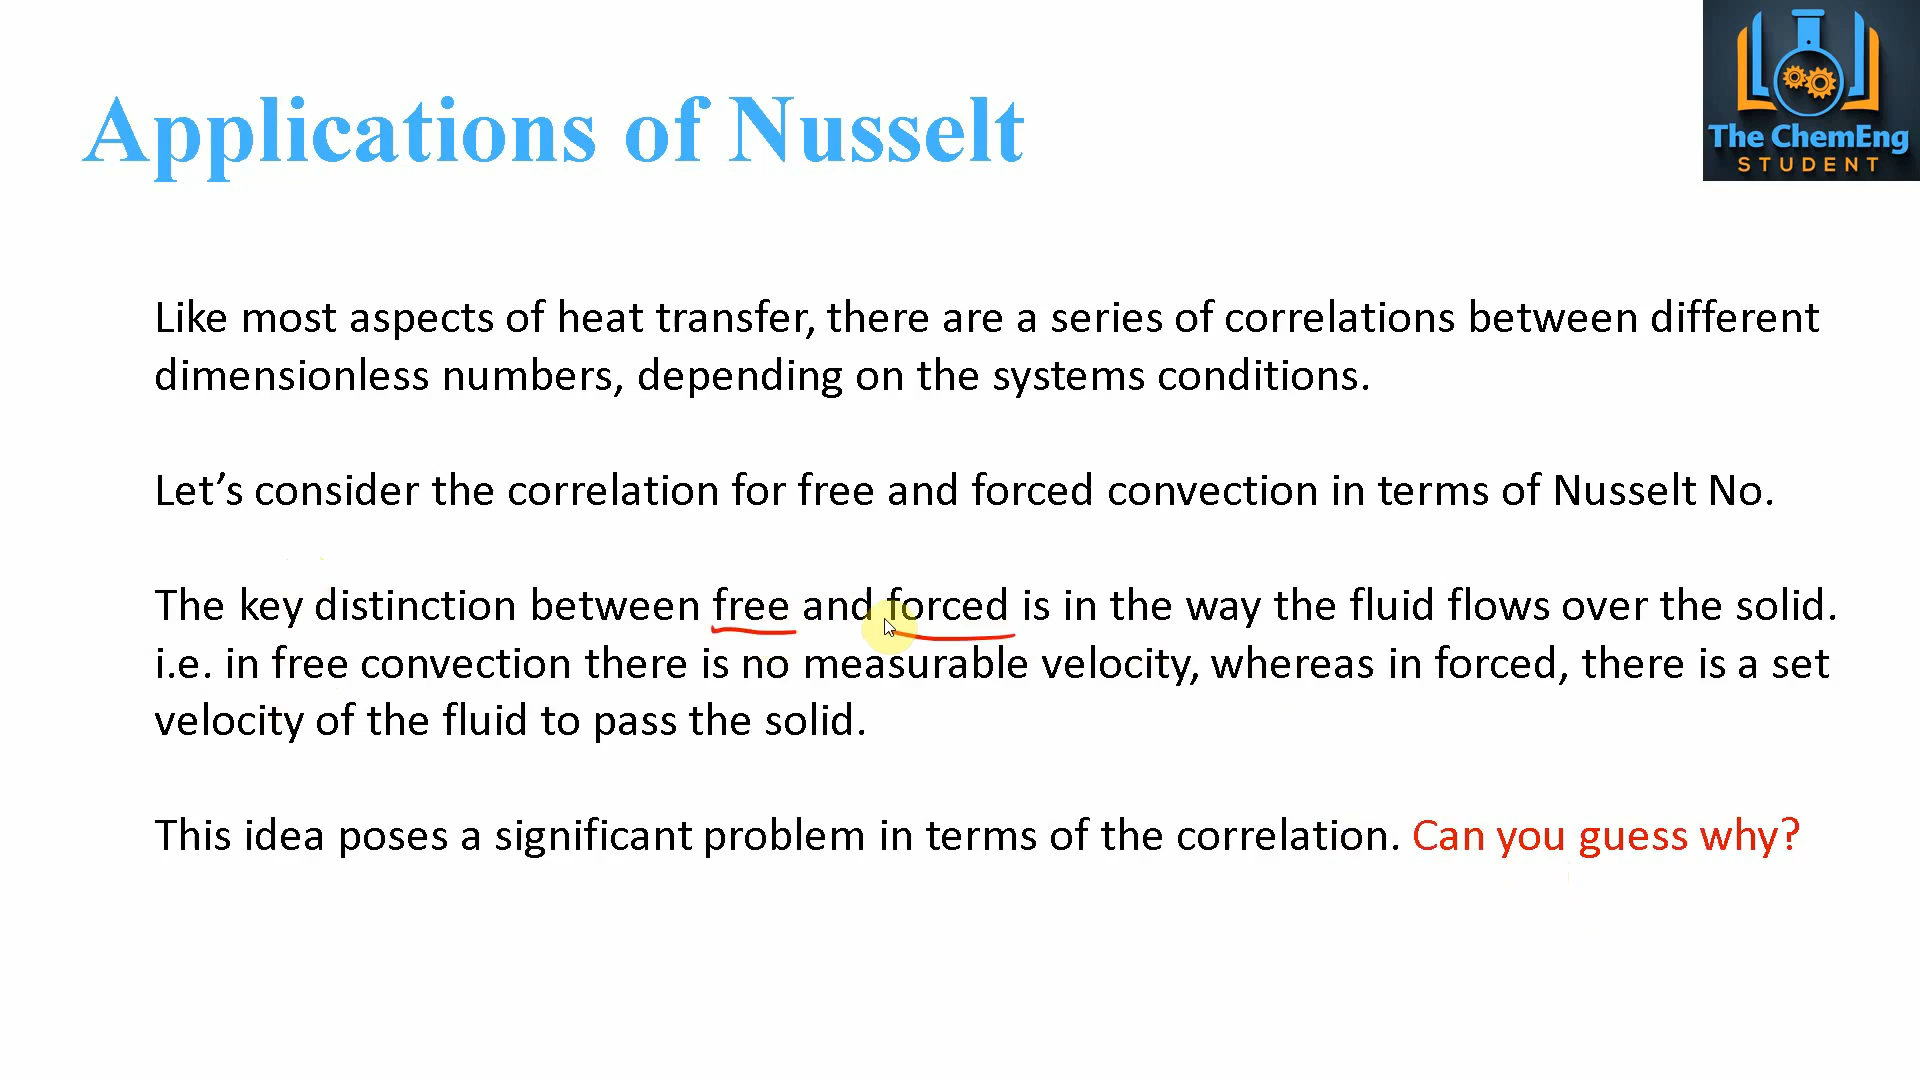 Applications of Nusselt
The ChemEng
STUDENT
Like most aspects of heat transfer, there are a series of correlations between different
dimensionless numbers, depending on the systems conditions.
Let’s consider the correlation for free and forced convection in terms of Nusselt No.
The key distinction between free and forced is in the way the fluid flows over the solid.
i.e. in free convection there is no measurable velocity, whereas in forced, there is a set
velocity of the fluid to pass the solid.
This idea poses a significant problem in terms of the correlation. Can you guess why?